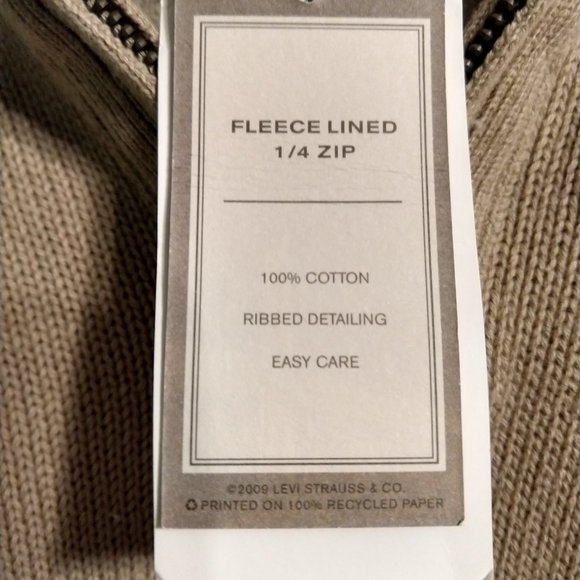 FLEECE LINED
1/4 ZIP
100% COTTON
RIBBED DETAILING
EASY CARE
©2009 LEVI STRAUSS & CO.
♻ PRINTED ON 100% RECYCLED PAPER